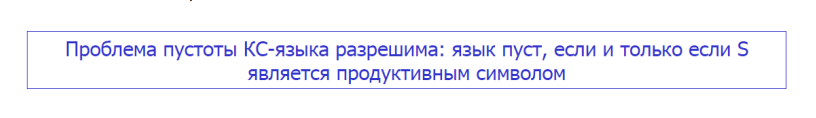 Проблема пустоты КС-языка разрешима: язык пуст, если и только если S
является продуктивным символом